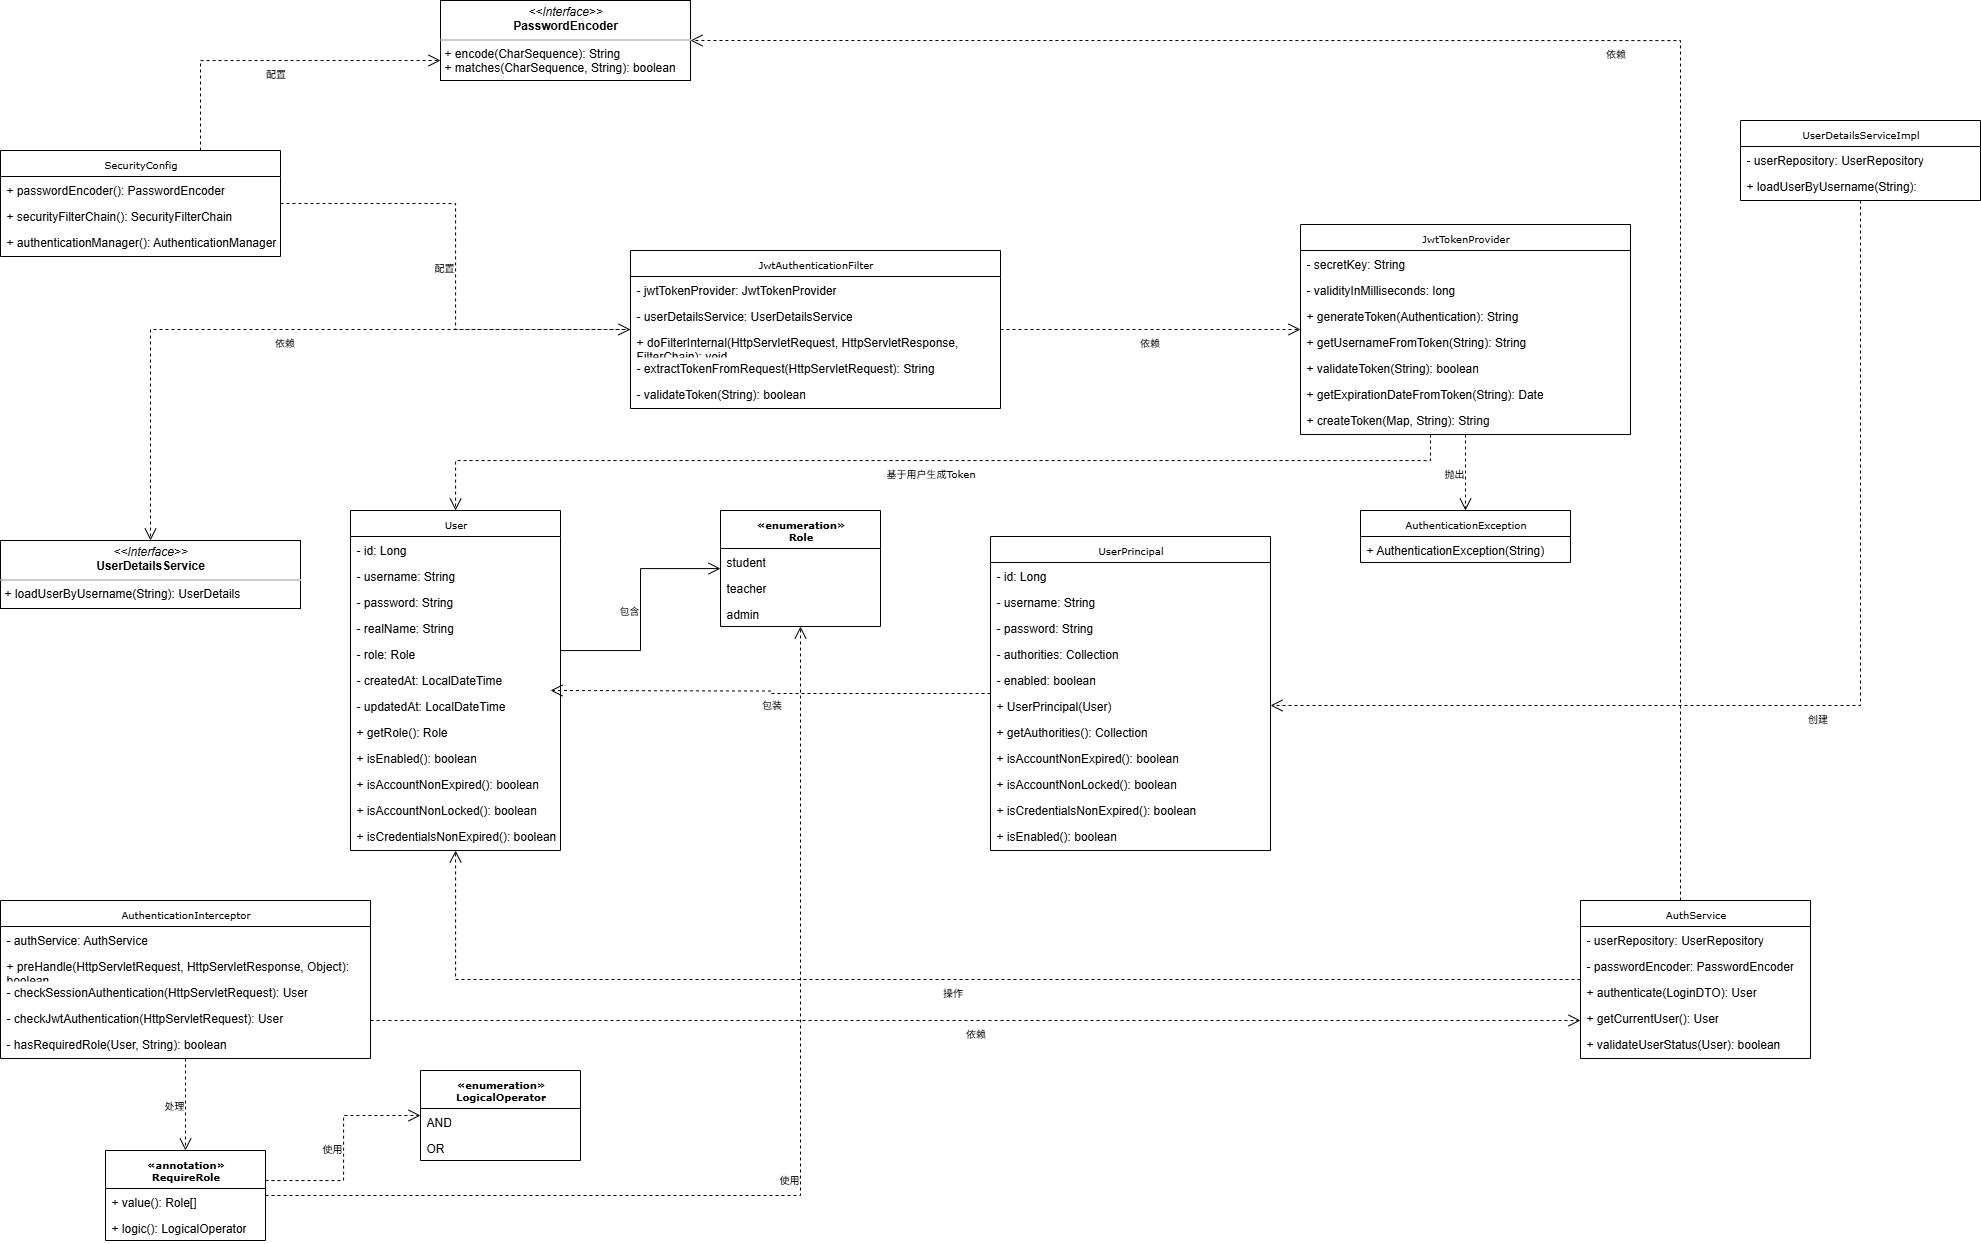 <<Interface>>
PasswordEncoder
+ encode(CharSequence): String
+ matches(CharSequence, String): boolean
配置
依赖
SecurityConfig
+ passwordEncoder(): PasswordEncoder
+ securityFilterChain(): SecurityFilterChain
+ authenticationManager(): AuthenticationManager
UserDetailsServiceImpl
- userRepository: UserRepository
+ loadUserByUsername(String):
配置
依赖
JwtAuthenticationFilter
- jwtTokenProvider: JwtTokenProvider
- userDetailsService: UserDetailsService
+ doFilterInternal(HttpServletRequest, HttpServletResponse,
FilterChain): void
- extractTokenFromRequest(HttpServletRequest): String
- validateToken(String): boolean
依赖
JwtTokenProvider
- secretKey: String
- validityInMilliseconds: long
+ generateToken(Authentication): String
+ getUsernameFromToken(String): String
+ validateToken(String): boolean
+ getExpirationDateFromToken(String): Date
+ createToken(Map, String): String
基于用户生成Token
抛出
<<Interface>>
UserDetailsService
+ loadUserByUsername(String): UserDetails
User
- id: Long
- username: String
- password: String
- realName: String
- role: Role
- createdAt: LocalDateTime
- updatedAt: LocalDateTime
+ getRole(): Role
+ isEnabled(): boolean
+ isAccountNonExpired(): boolean
+ isAccountNonLocked(): boolean
+ isCredentialsNonExpired(): boolean
包含
«enumeration»
Role
student
teacher
admin
包装
UserPrincipal
- id: Long
- username: String
- password: String
- authorities: Collection
- enabled: boolean
+ UserPrincipal(User)
+ getAuthorities(): Collection
+ isAccountNonExpired(): boolean
+ isAccountNonLocked(): boolean
+ isCredentialsNonExpired(): boolean
+ isEnabled(): boolean
AuthenticationException
+ AuthenticationException(String)
创建
AuthenticationInterceptor
- authService: AuthService
+ preHandle(HttpServletRequest, HttpServletResponse, Object):
boolean
- checkSessionAuthentication(HttpServletRequest): User
- checkJwtAuthentication(HttpServletRequest): User
- hasRequiredRole(User, String): boolean
操作
依赖
AuthService
- userRepository: UserRepository
- passwordEncoder: PasswordEncoder
+ authenticate(LoginDTO): User
+ getCurrentUser(): User
+ validateUserStatus(User): boolean
处理
使用
«enumeration»
LogicalOperator
AND
OR
使用
«annotation»
RequireRole
+ value(): Role[]
+ logic(): LogicalOperator